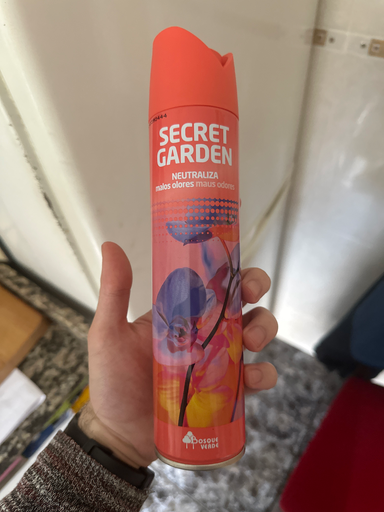 SECRET
GARDEN
NEUTRALIZA
malos olores maus odores
BOSQUE
VERDE